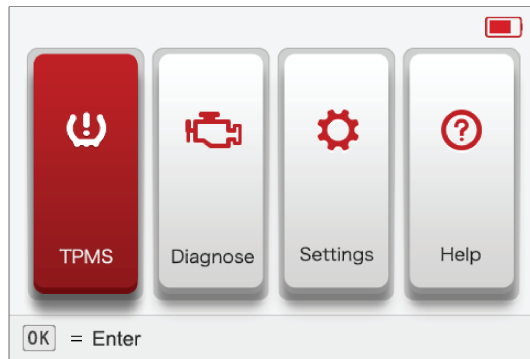 TPMS
Diagnose
Settings
Help
OK = Enter